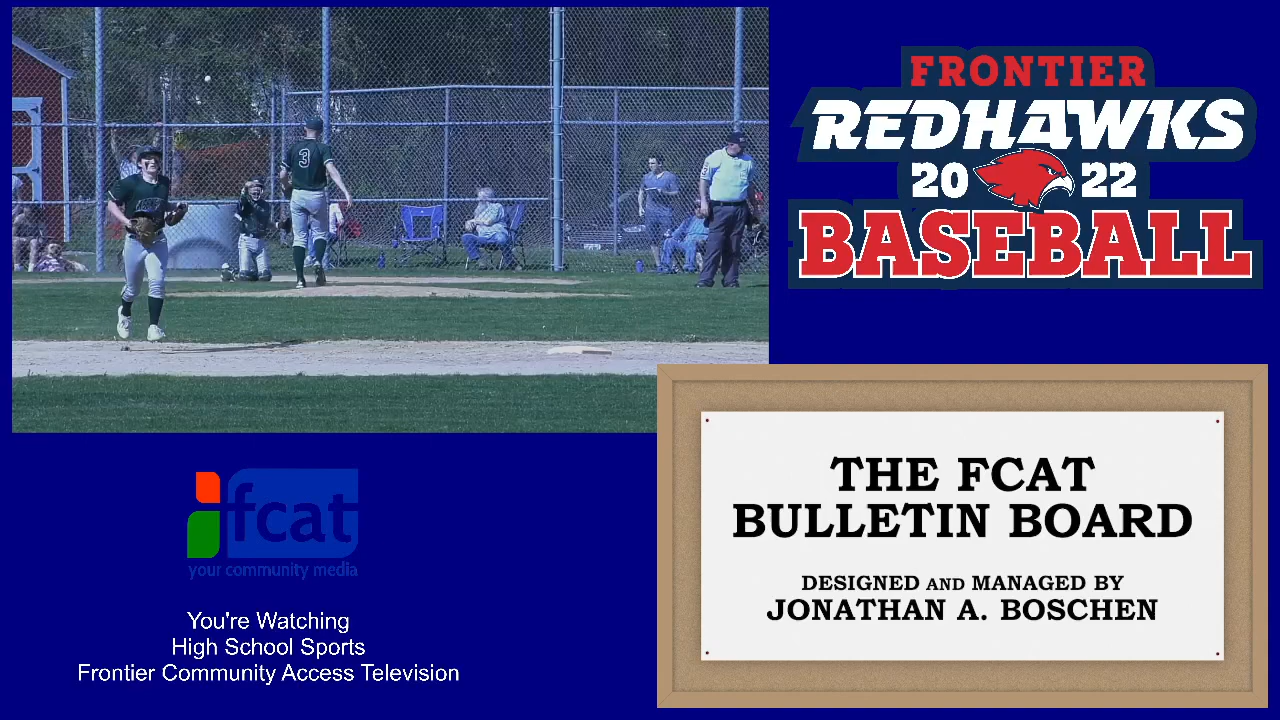 3
FRONTIER
REDHAWKS
20 22
BASEBALL
THE FCAT
BULLETIN BOARD
DESIGNED AND MANAGED BY
JONATHAN A. BOSCHEN
fcat
your community media
You're Watching
High School Sports
Frontier Community Access Television